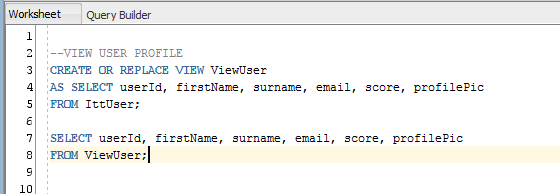 Worksheet Query Builder
1
2 --VIEW USER PROFILE
3 CREATE OR REPLACE VIEW ViewUser
4 AS SELECT userId, firstName, surname, email, score, profilePic
5 FROM IttUser;
6
7 SELECT userId, firstName, surname, email, score, profilePic
8 FROM ViewUser;
9
10